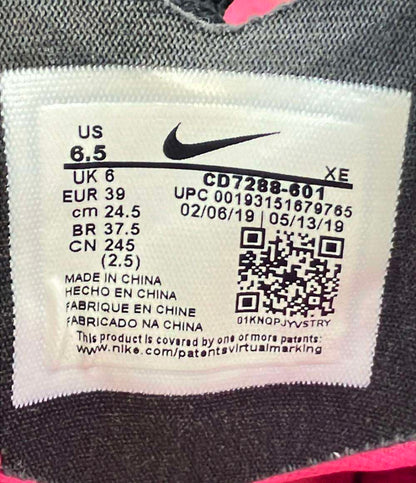 US
6.5
XE
UK 6
CD7288-601
EUR 39
UPC 00193151679765
cm 24.5
02/06/19 | 05/13/19
BR 37.5
CN 245
(2.5)
MADE IN CHINA
HECHO EN CHINA
FABRIQUE EN CHINE
FABRICADO NA CHINA
01KNQPJYVSTRY
This product is covered by one or more patents:
www.nike.com/patentsvirtualmarking